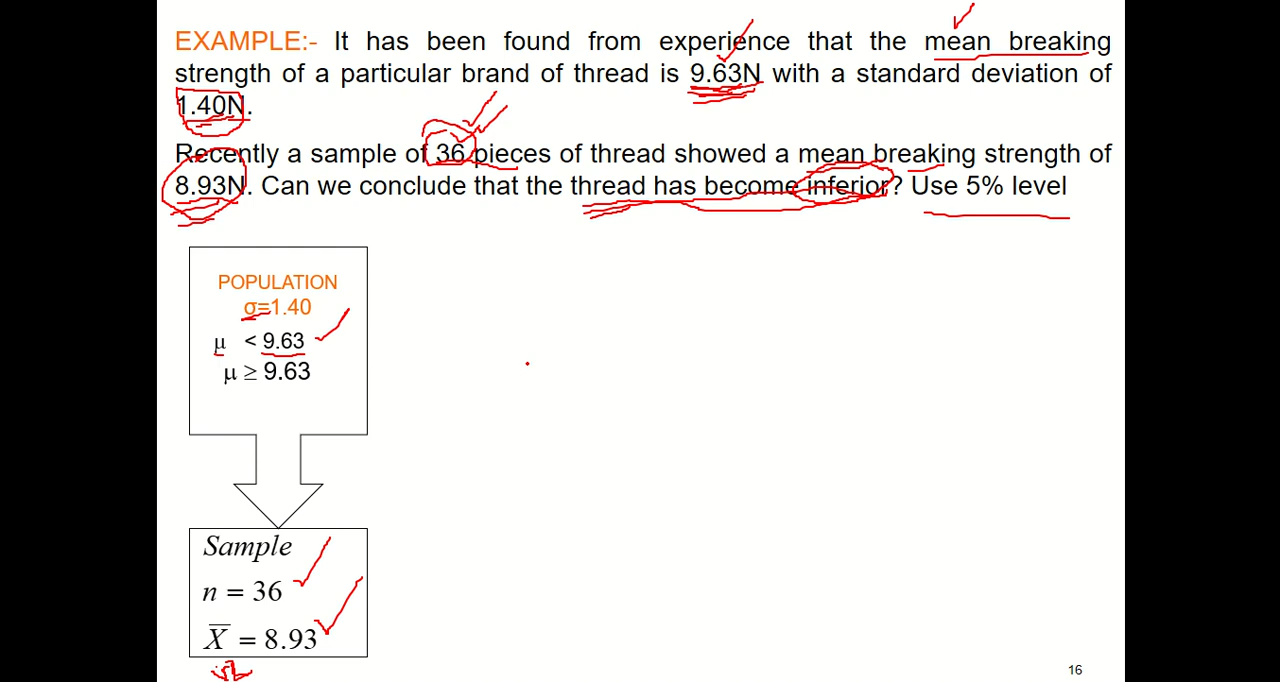 EXAMPLE:- It has been found from experience that the mean breaking
strength of a particular brand of thread is 9.63N with a standard deviation of
1.40N.
Recently a sample of 36 pieces of thread showed a mean breaking strength of
8.93N. Can we conclude that the thread has become inferior? Use 5% level
POPULATION
σ=1.40
μ < 9.63
μ ≥ 9.63
Sample
n = 36
X̅ = 8.93
16